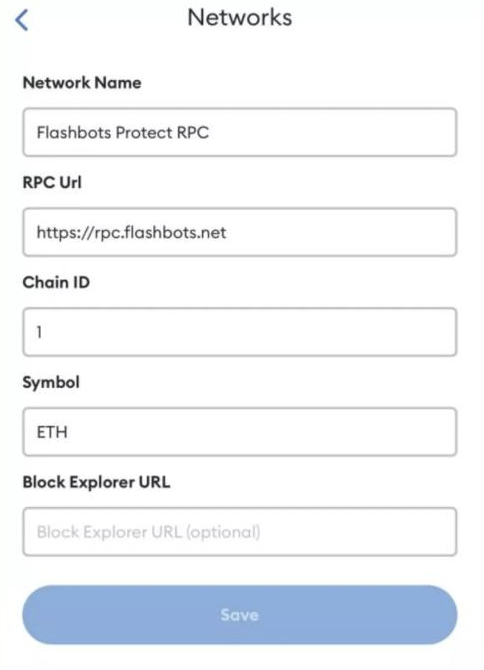 Networks
Network Name
Flashbots Protect RPC
RPC Url
https://rpc.flashbots.net
Chain ID
1
Symbol
ETH
Block Explorer URL
Block Explorer URL (optional)
Save